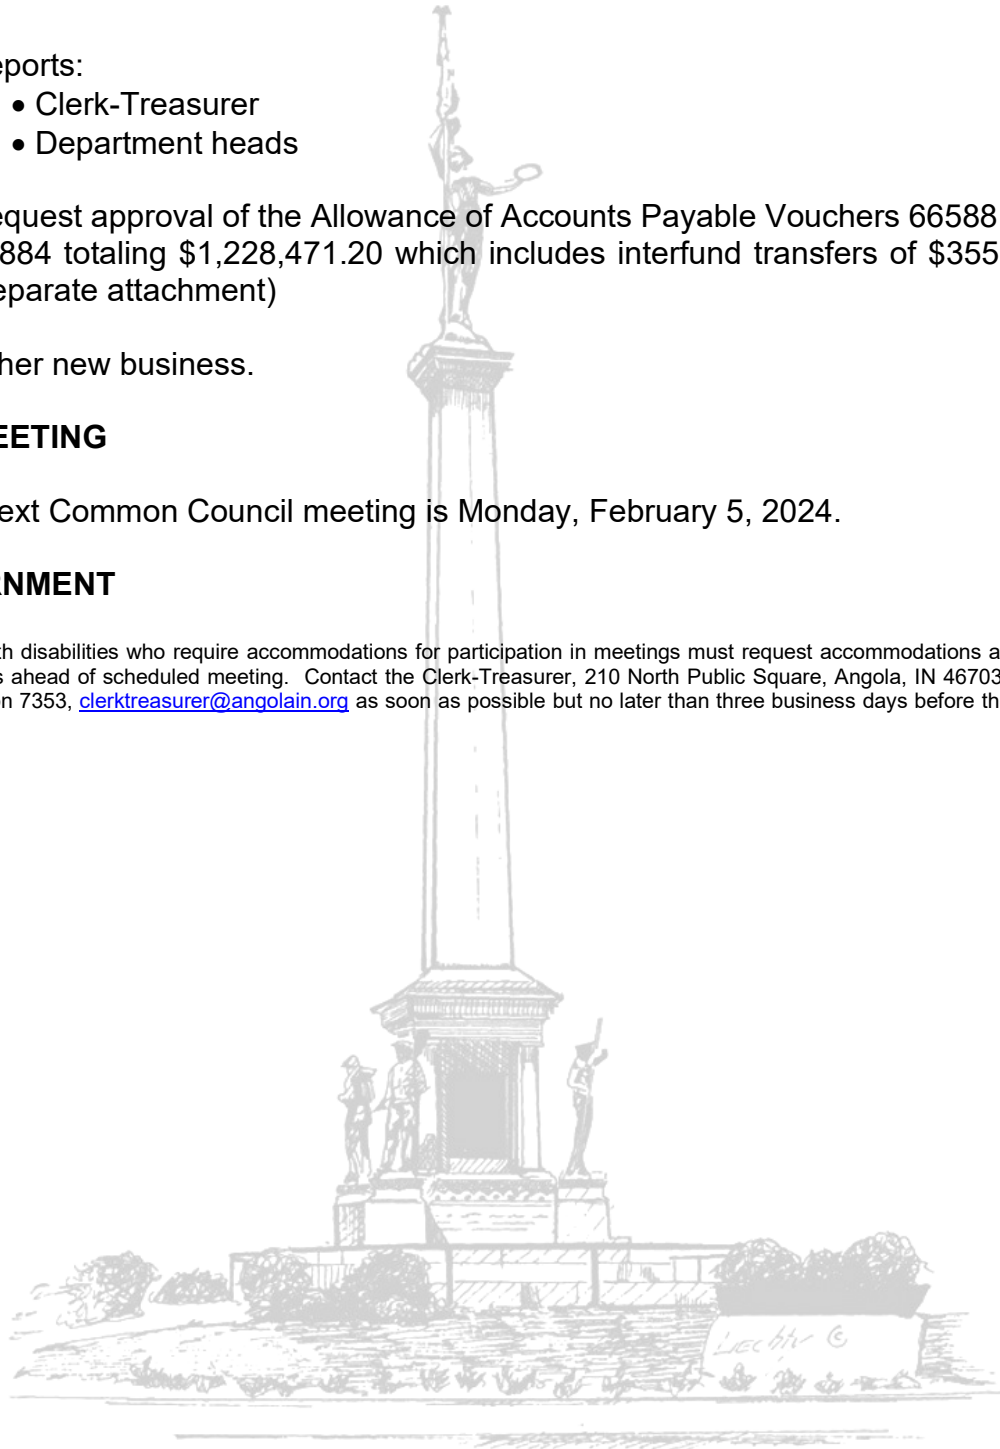 eports:
• Clerk-Treasurer
• Department heads
equest approval of the Allowance of Accounts Payable Vouchers 66588
884 totaling $1,228,471.20 which includes interfund transfers of $355
eparate attachment)
her new business.
EETING
ext Common Council meeting is Monday, February 5, 2024.
RNMENT
th disabilities who require accommodations for participation in meetings must request accommodations a
s ahead of scheduled meeting. Contact the Clerk-Treasurer, 210 North Public Square, Angola, IN 46703
on 7353, clerktreasurer@angolain.org as soon as possible but no later than three business days before th